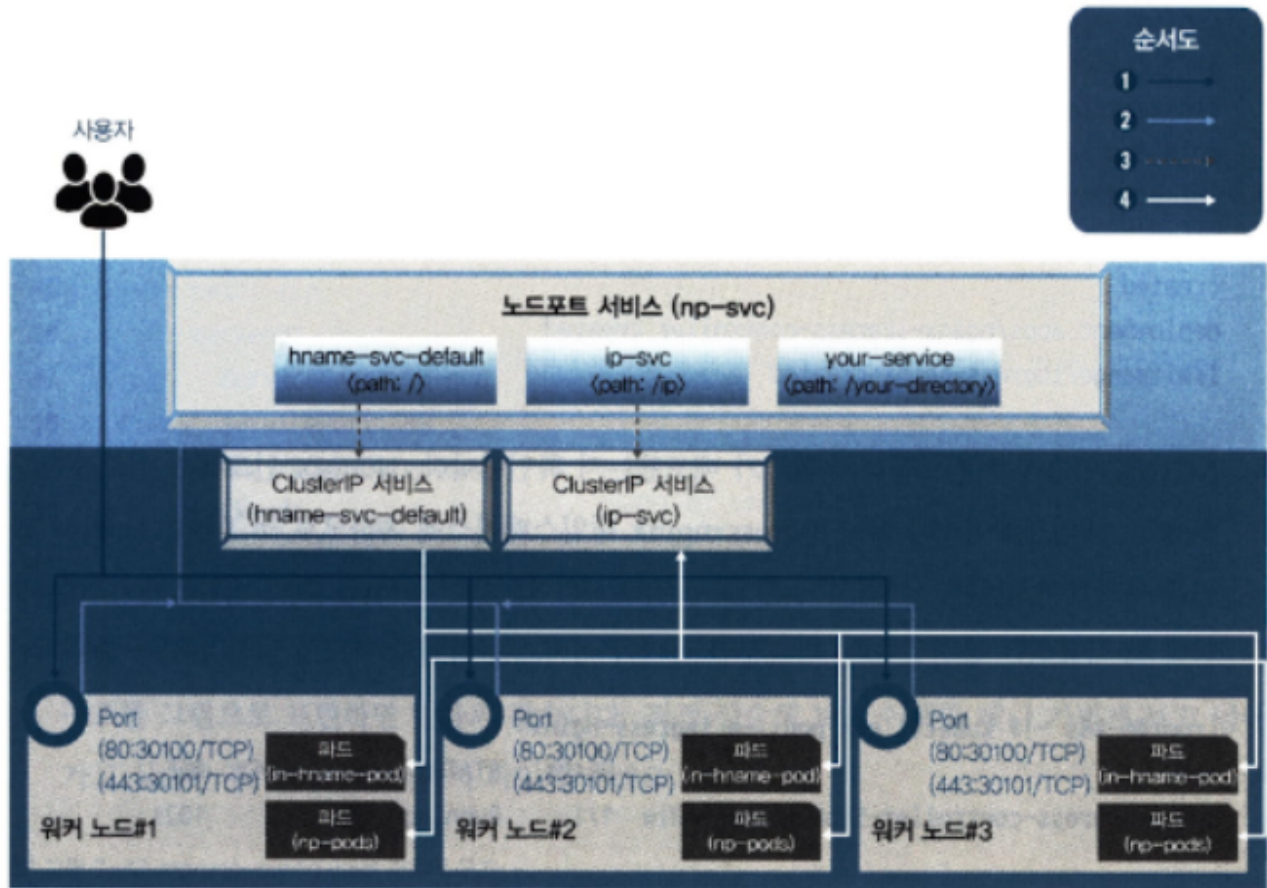 순서도
1
2
3
4
사용자
노드포트 서비스 (np-svc)
hname-svc-default
(path: /)
ip-svc
(path: /ip)
your-service
(path: /your-directory)
ClusterIP 서비스
(hname-svc-default)
ClusterIP 서비스
(ip-svc)
Port
(80:30100/TCP)
(443:30101/TCP)
파드
(in-hname-pod)
파드
(np-pods)
워커 노드#1
Port
(80:30100/TCP)
(443:30101/TCP)
파드
(in-hname-pod)
파드
(np-pods)
워커 노드#2
Port
(80:30100/TCP)
(443:30101/TCP)
파드
(in-hname-pod)
파드
(np-pods)
워커 노드#3